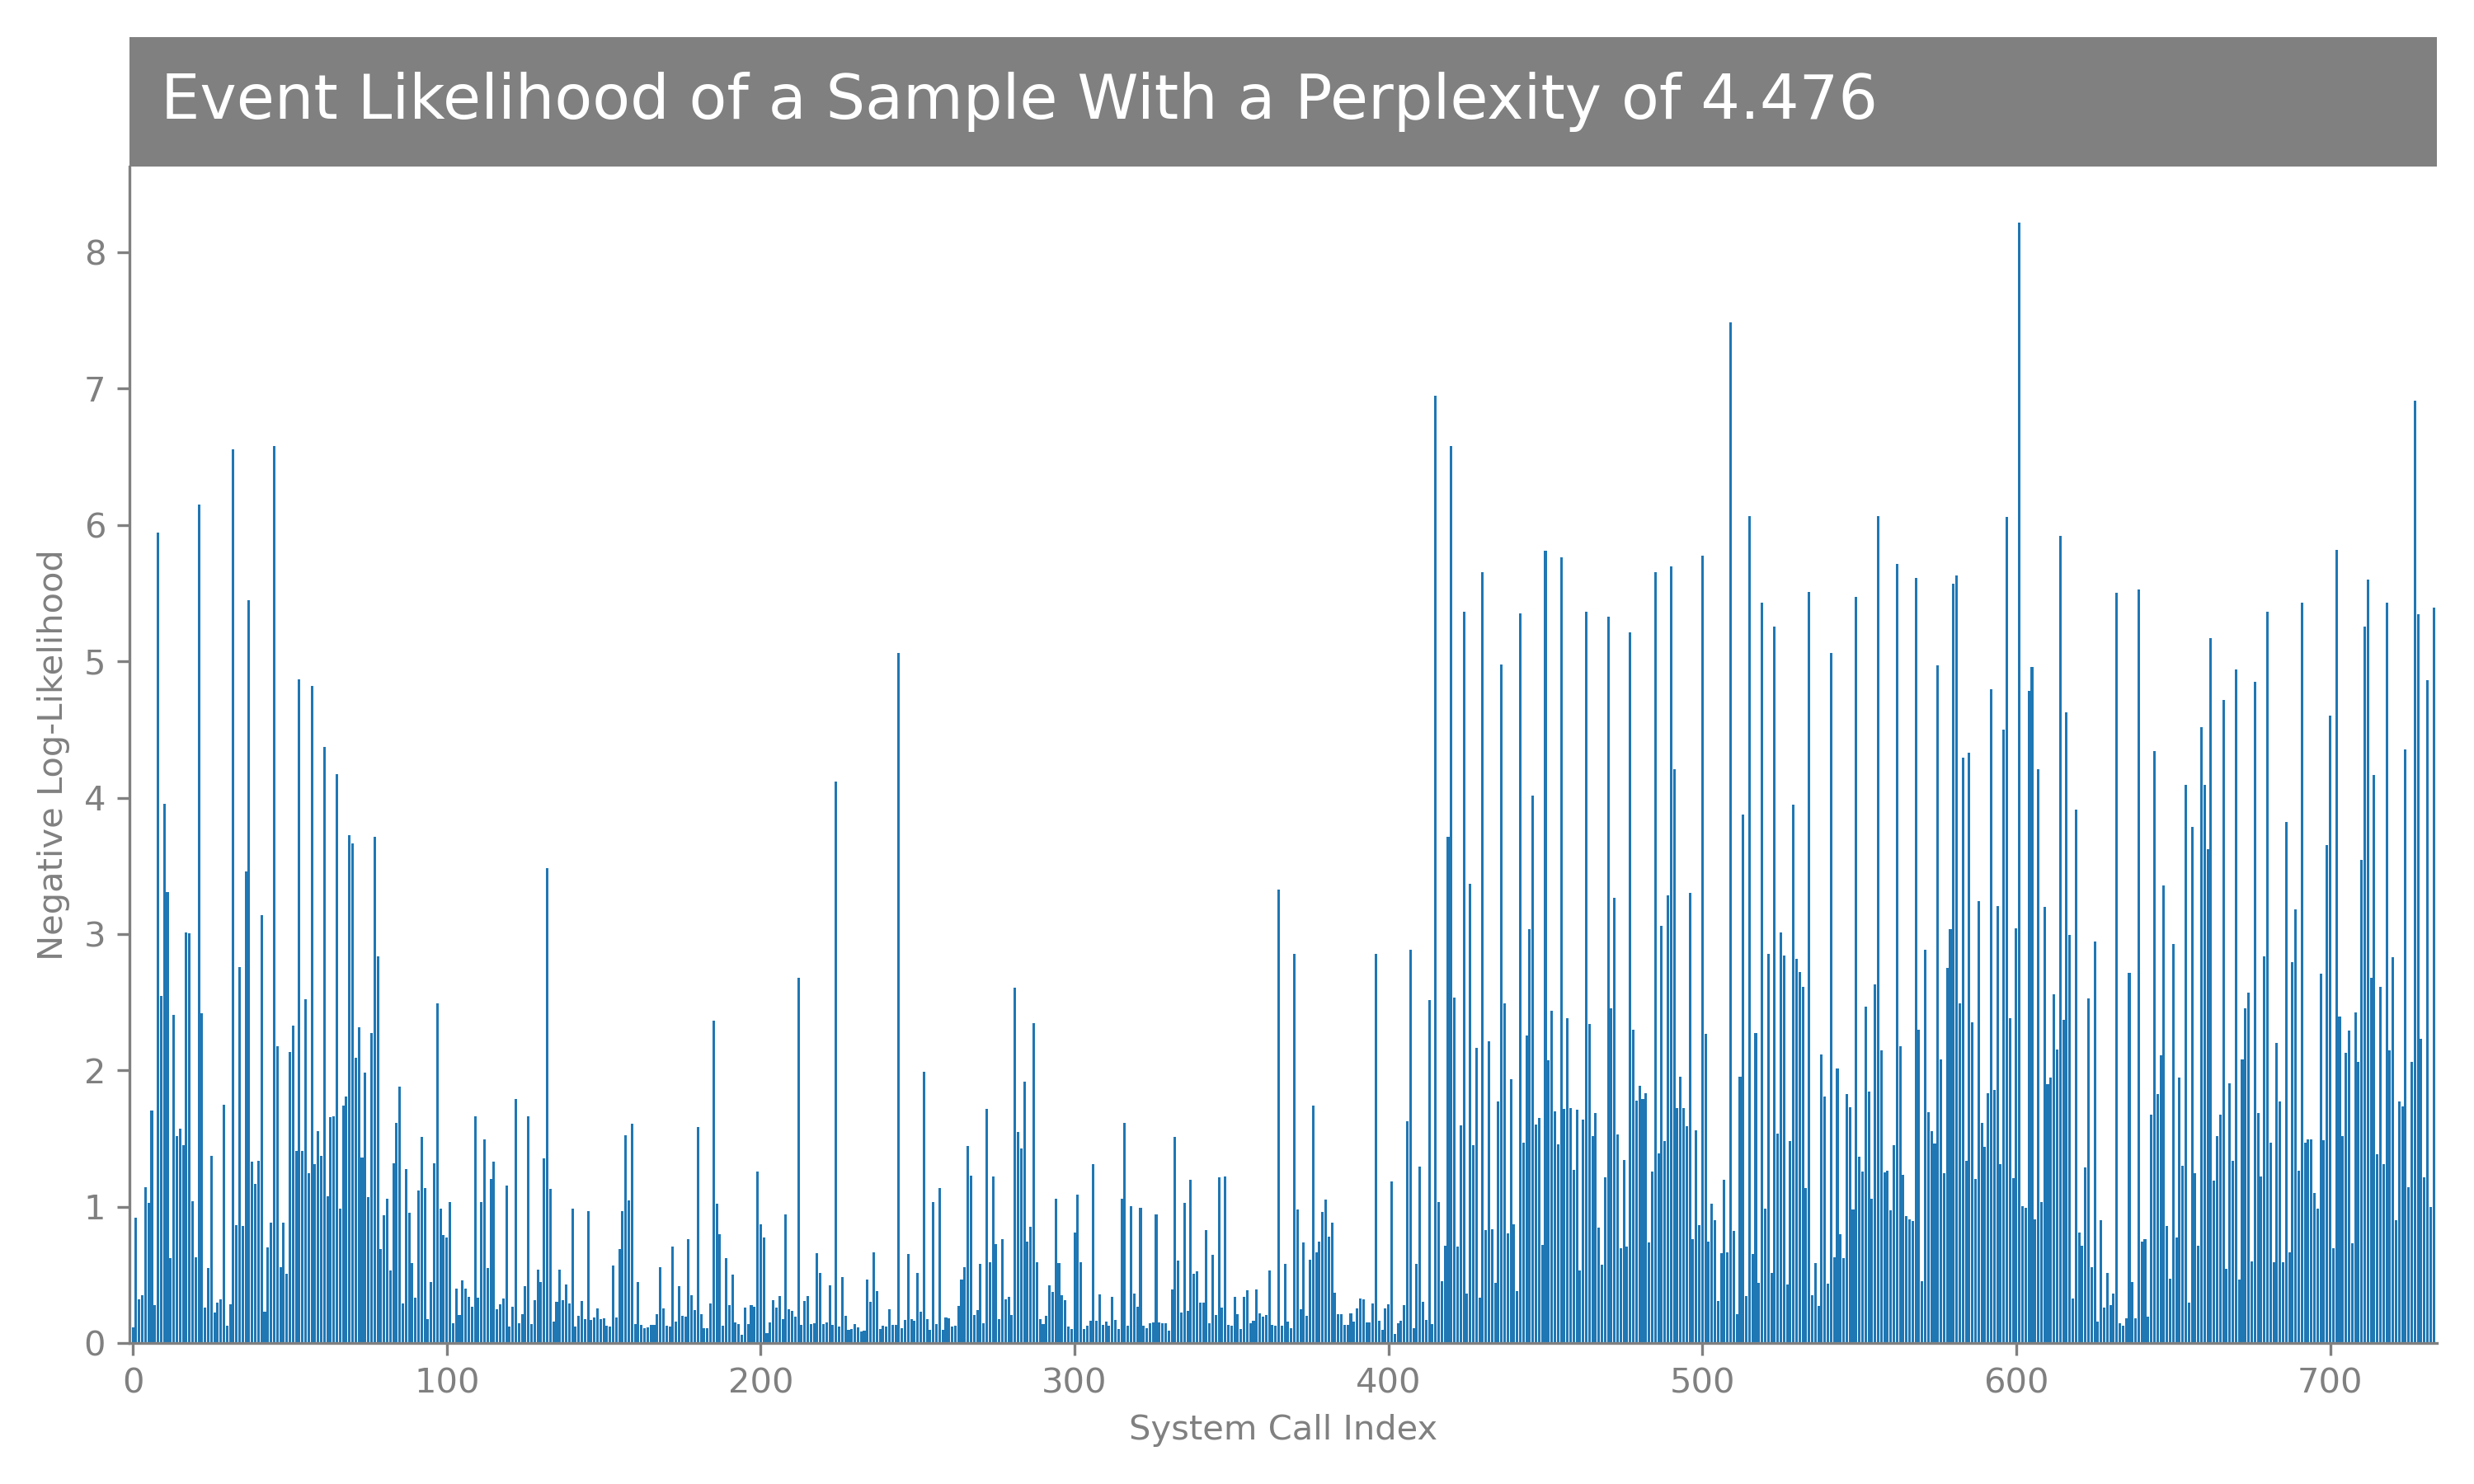 Event Likelihood of a Sample With a Perplexity of 4.476
8
7
6
5
4
3
2
1
0
Negative Log-Likelihood
0 100 200 300 400 500 600 700
System Call Index